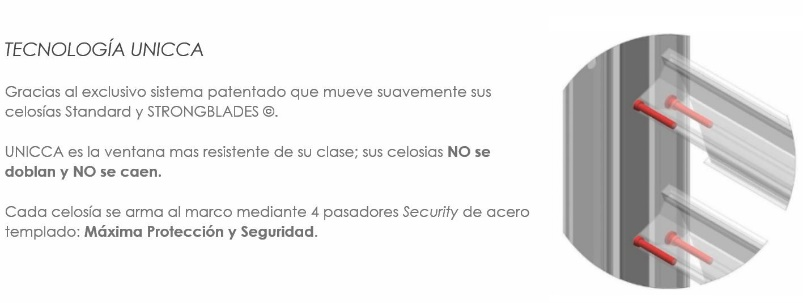 TECNOLOGÍA UNICCA
Gracias al exclusivo sistema patentado que mueve suavemente sus
celosías Standard y STRONGBLADES ®.
UNICCA es la ventana mas resistente de su clase; sus celosias NO se
doblan y NO se caen.
Cada celosía se arma al marco mediante 4 pasadores Security de acero
templado: Máxima Protección y Seguridad.